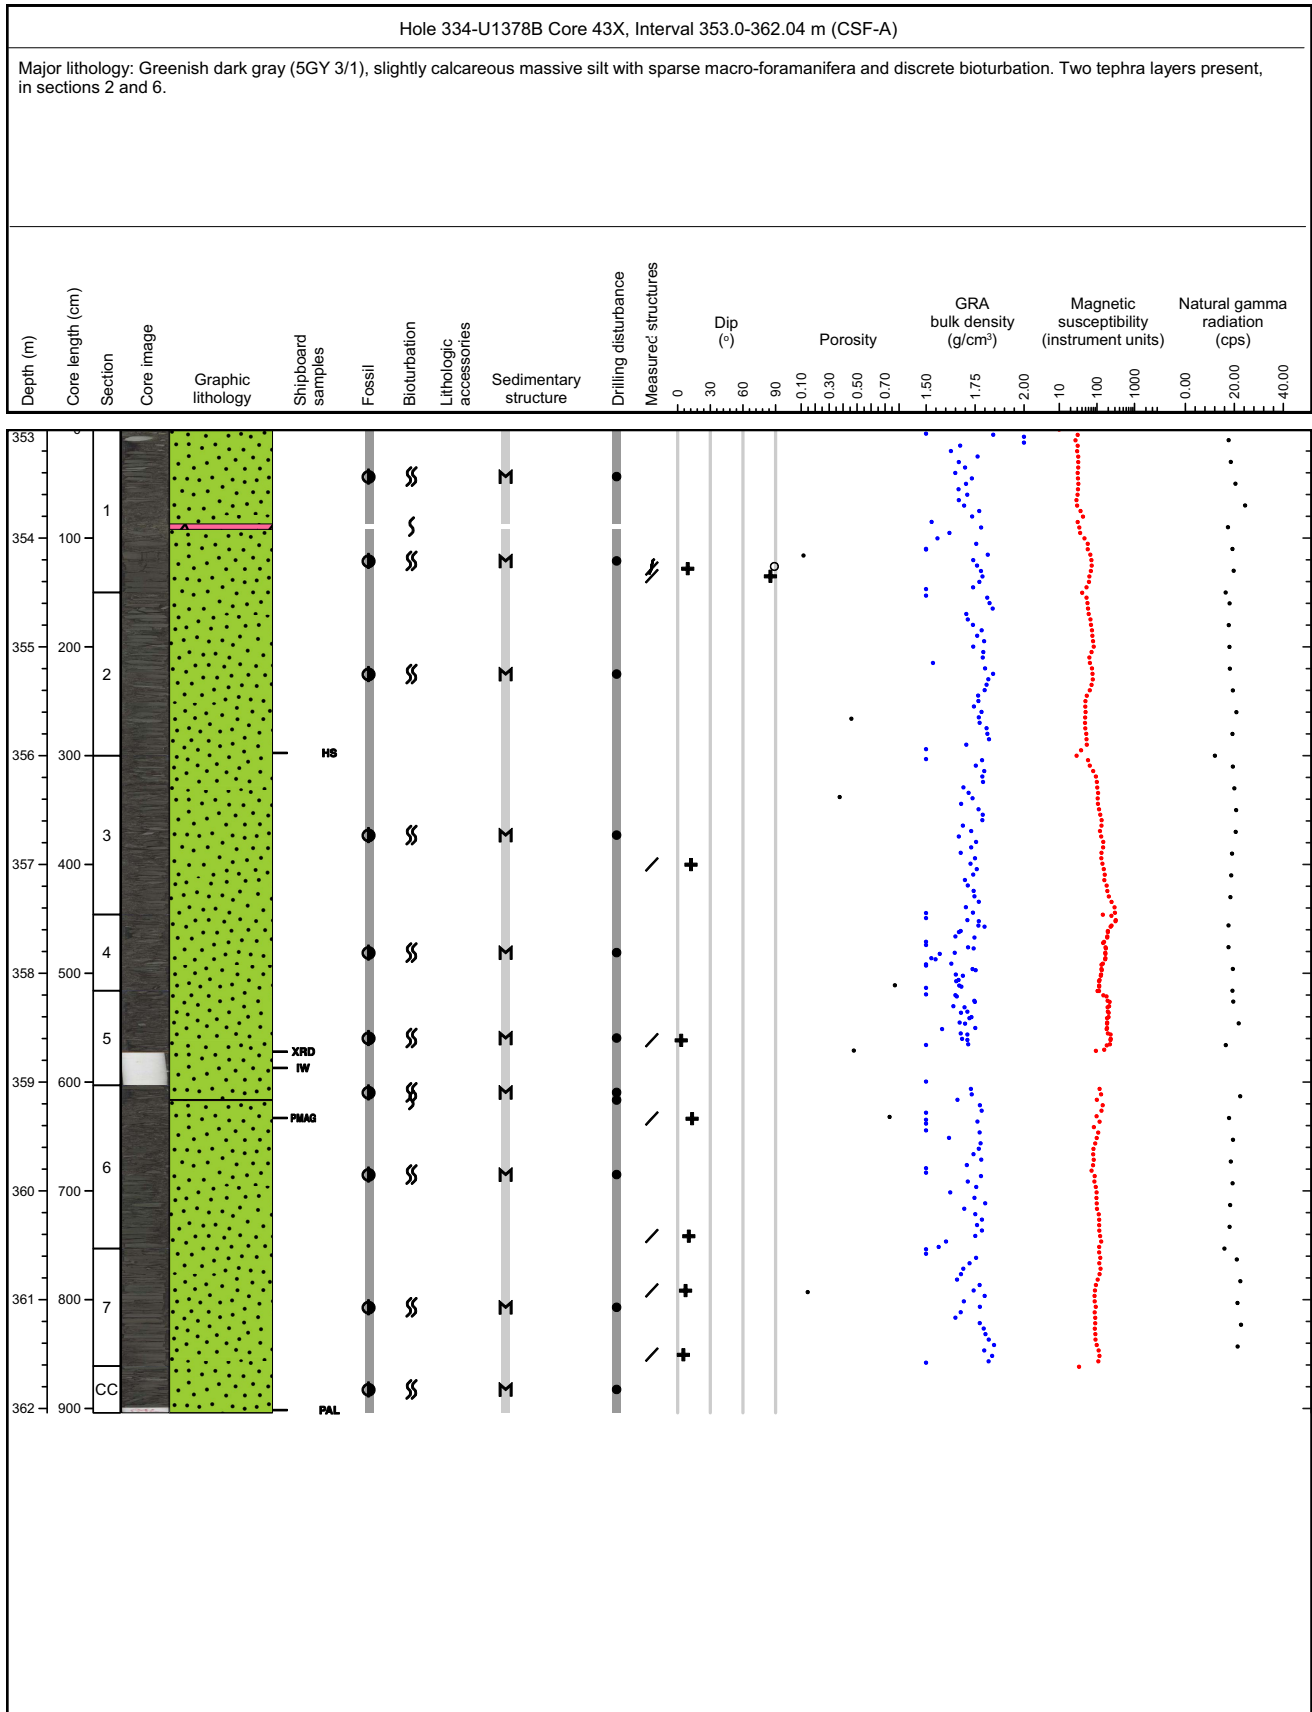 Hole 334-U1378B Core 43X, Interval 353.0-362.04 m (CSF-A)
Major lithology: Greenish dark gray (5GY 3/1), slightly calcareous massive silt with sparse macro-foramanifera and discrete bioturbation. Two tephra layers present,
in sections 2 and 6.
Depth (m)
Core length (cm)
Section
Core image
Graphic
lithology
Shipboard
samples
Fossil
Bioturbation
Lithologic
accessories
Sedimentary
structure
Drilling disturbance
Measured structures
Dip
(o)
0 30 60 90
Porosity
0.10 0.30 0.50 0.70
GRA
bulk density
(g/cm³)
1.50 1.75 2.00
Magnetic
susceptibility
(instrument units)
10 100 1000
Natural gamma
radiation
(cps)
0.00 20.00 40.00
353 0
1
354 100
355 200
2
HS
356 300
3
357 400
4
358 500
5
XRD
IW
359 600
PMAG
6
360 700
361 800
7
CC
362 900
PAL